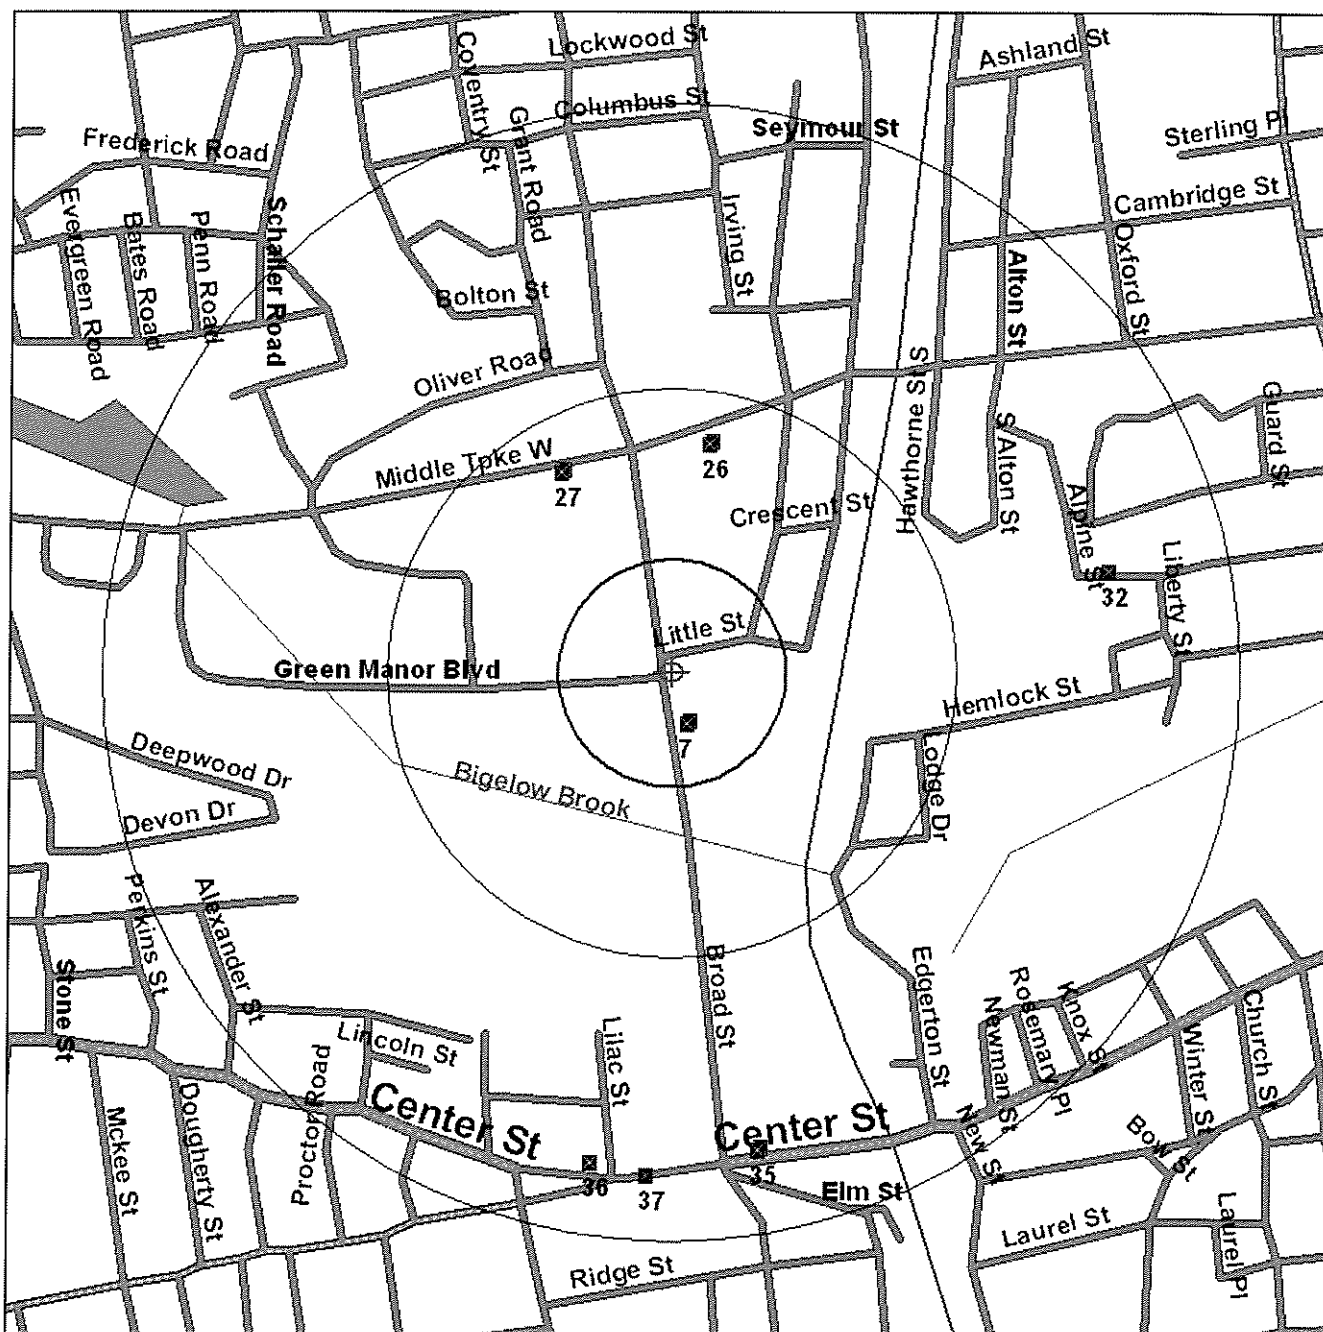 Lockwood St
Coventry St
Ashland St
Columbus St
Grant Road
Seymour St
Sterling Pl
Frederick Road
Cambridge St
Evergreen Road
Bates Road
Penn Road
Schaller Road
Irving St
Alton St
Oxford St
Bolton St
Oliver Road
Hawthorne St S
Guard St
S Alton St
Middle Tpke W
26
27
Alpine St
Crescent St
Liberty St
32
Little St
Green Manor Blvd
Hemlock St
7
Deepwood Dr
Bigelow Brook
Lodge Dr
Devon Dr
Perkins St
Alexander St
Stone St
Broad St
Edgerton St
Rosemary Pl
Knox St
Newman St
Church St
Lilac St
Lincoln St
Winter St
Proctor Road
Mckee St
Dougherty St
Center St
Center St
New St
Bow St
36
37
35
Elm St
Laurel St
Laurel Pl
Ridge St